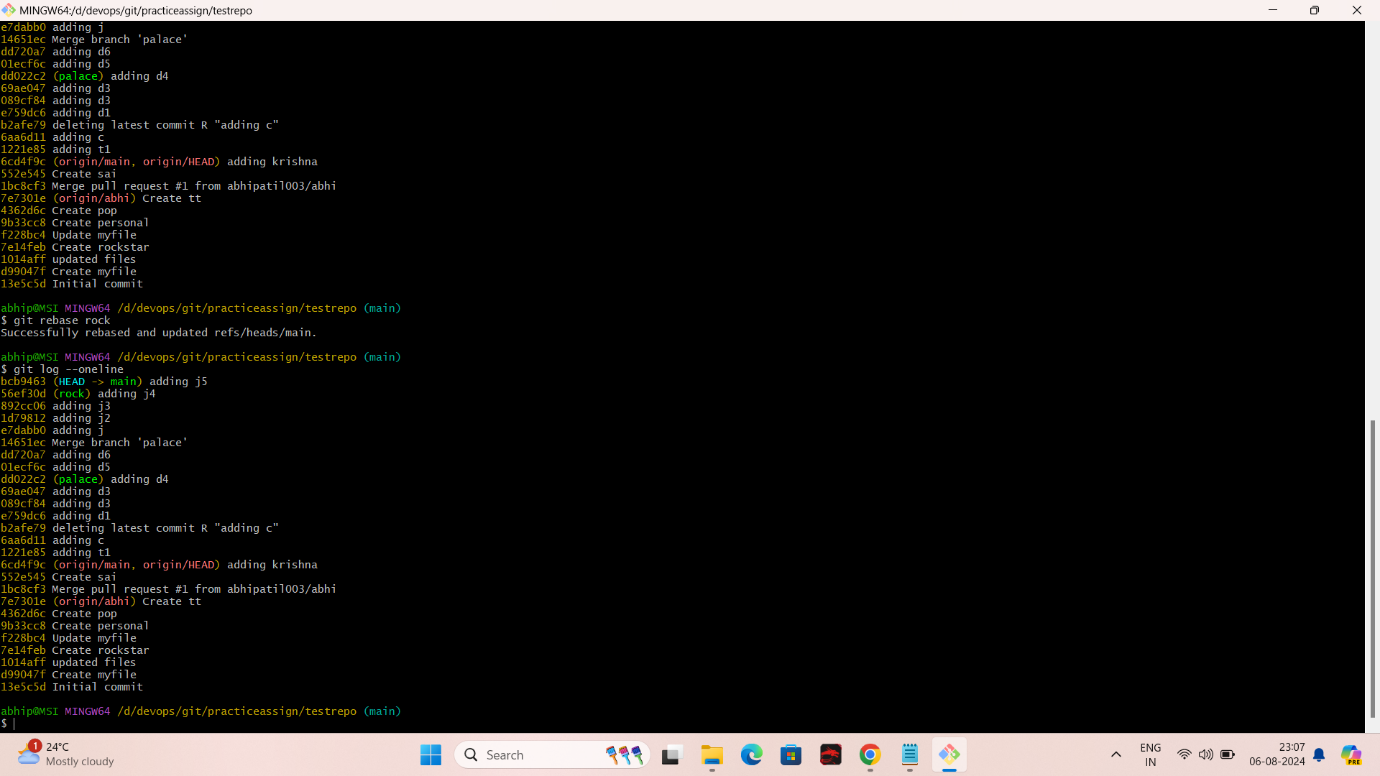 MINGW64:/d/devops/git/practiceassign/testrepo
e7dabb0 adding j
14651ec Merge branch 'palace'
dd720a7 adding d6
01ecf6c adding d5
dd022c2 (palace) adding d4
69ae047 adding d3
089cf84 adding d3
e759dc6 adding d1
b2afe79 deleting latest commit R "adding c"
6aa6d11 adding c
1221e85 adding t1
6cd4f9c (origin/main, origin/HEAD) adding krishna
552e545 Create sai
1bc8cf3 Merge pull request #1 from abhipatil003/abhi
7e7301e (origin/abhi) Create tt
4362d6c Create pop
9b33cc8 Create personal
f228bc4 Update myfile
7e14feb Create rockstar
1014aff updated files
d99047f Create myfile
13e5c5d Initial commit
abhip@MSI MINGW64 /d/devops/git/practiceassign/testrepo (main)
$ git rebase rock
Successfully rebased and updated refs/heads/main.
abhip@MSI MINGW64 /d/devops/git/practiceassign/testrepo (main)
$ git log --oneline
bcb9463 (HEAD -> main) adding j5
56ef30d (rock) adding j4
892cc06 adding j3
1d79812 adding j2
e7dabb0 adding j
14651ec Merge branch 'palace'
dd720a7 adding d6
01ecf6c adding d5
dd022c2 (palace) adding d4
69ae047 adding d3
089cf84 adding d3
e759dc6 adding d1
b2afe79 deleting latest commit R "adding c"
6aa6d11 adding c
1221e85 adding t1
6cd4f9c (origin/main, origin/HEAD) adding krishna
552e545 Create sai
1bc8cf3 Merge pull request #1 from abhipatil003/abhi
7e7301e (origin/abhi) Create tt
4362d6c Create pop
9b33cc8 Create personal
f228bc4 Update myfile
7e14feb Create rockstar
1014aff updated files
d99047f Create myfile
13e5c5d Initial commit
abhip@MSI MINGW64 /d/devops/git/practiceassign/testrepo (main)
$
1
24°C
Mostly cloudy
Search
ENG
IN
23:07
06-08-2024
PRE